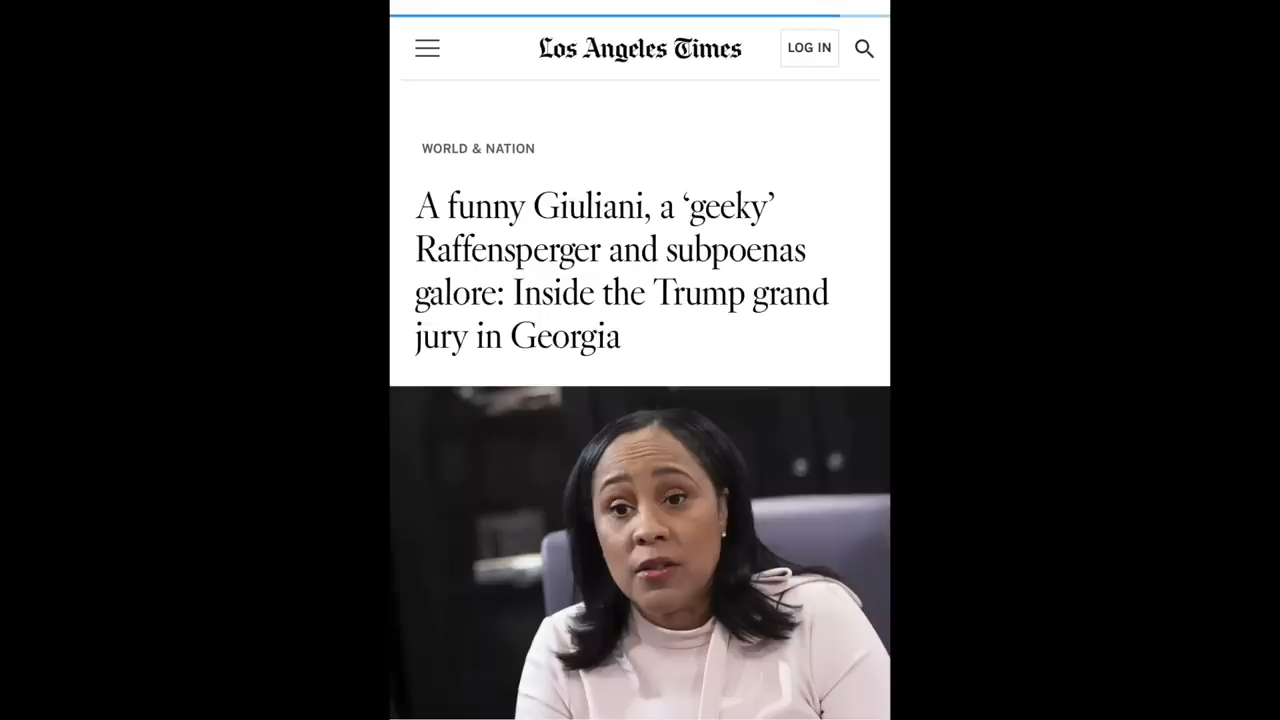 Los Angeles Times
LOG IN
WORLD & NATION
A funny Giuliani, a ‘geeky’
Raffensperger and subpoenas
galore: Inside the Trump grand
jury in Georgia